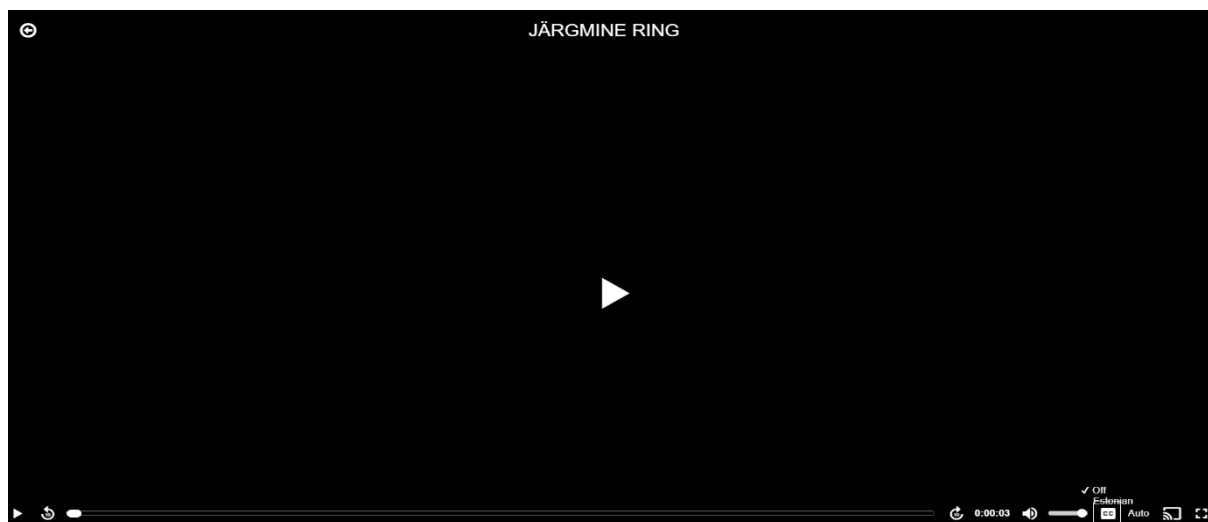 JÄRGMINE RING
✓ Off
Estonian
0:00:03
CC
Auto